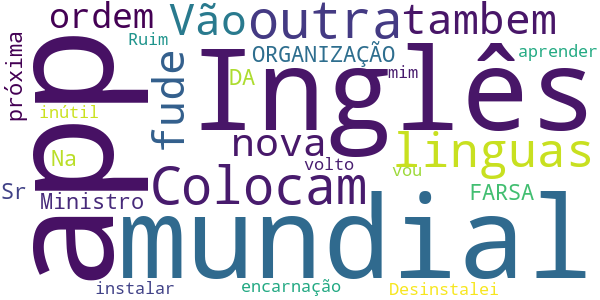 ordem Vão outra tambem
Ruim ORGANIZAÇÃO aprender
próxima app fude Inglês mim
inútil DA
nova linguas
Na volto vou
Sr Ministro Colocam FARSA
mundial
instalar encarnação Desinstalei